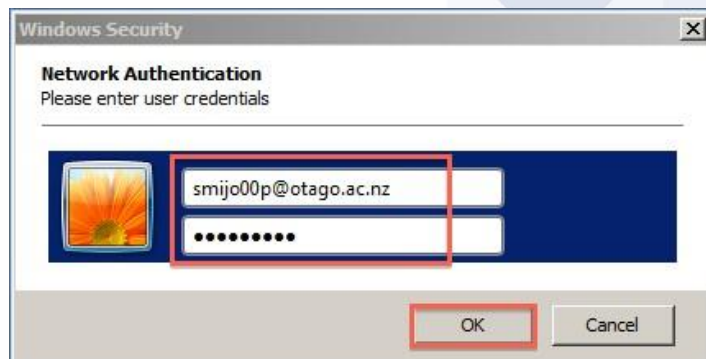 Windows Security
Network Authentication
Please enter user credentials
smijo00p@otago.ac.nz
●●●●●●●●●
OK
Cancel